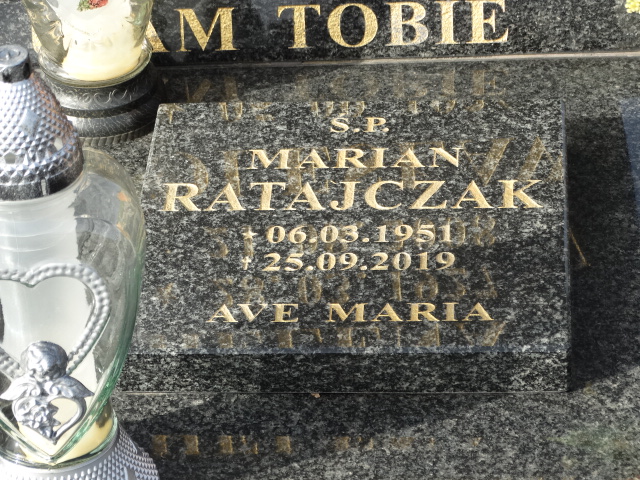 AM TOBIE
S.P.
MARIAN
RATAJCZAK
* 06.03.1951
† 25.09.2019
AVE MARIA